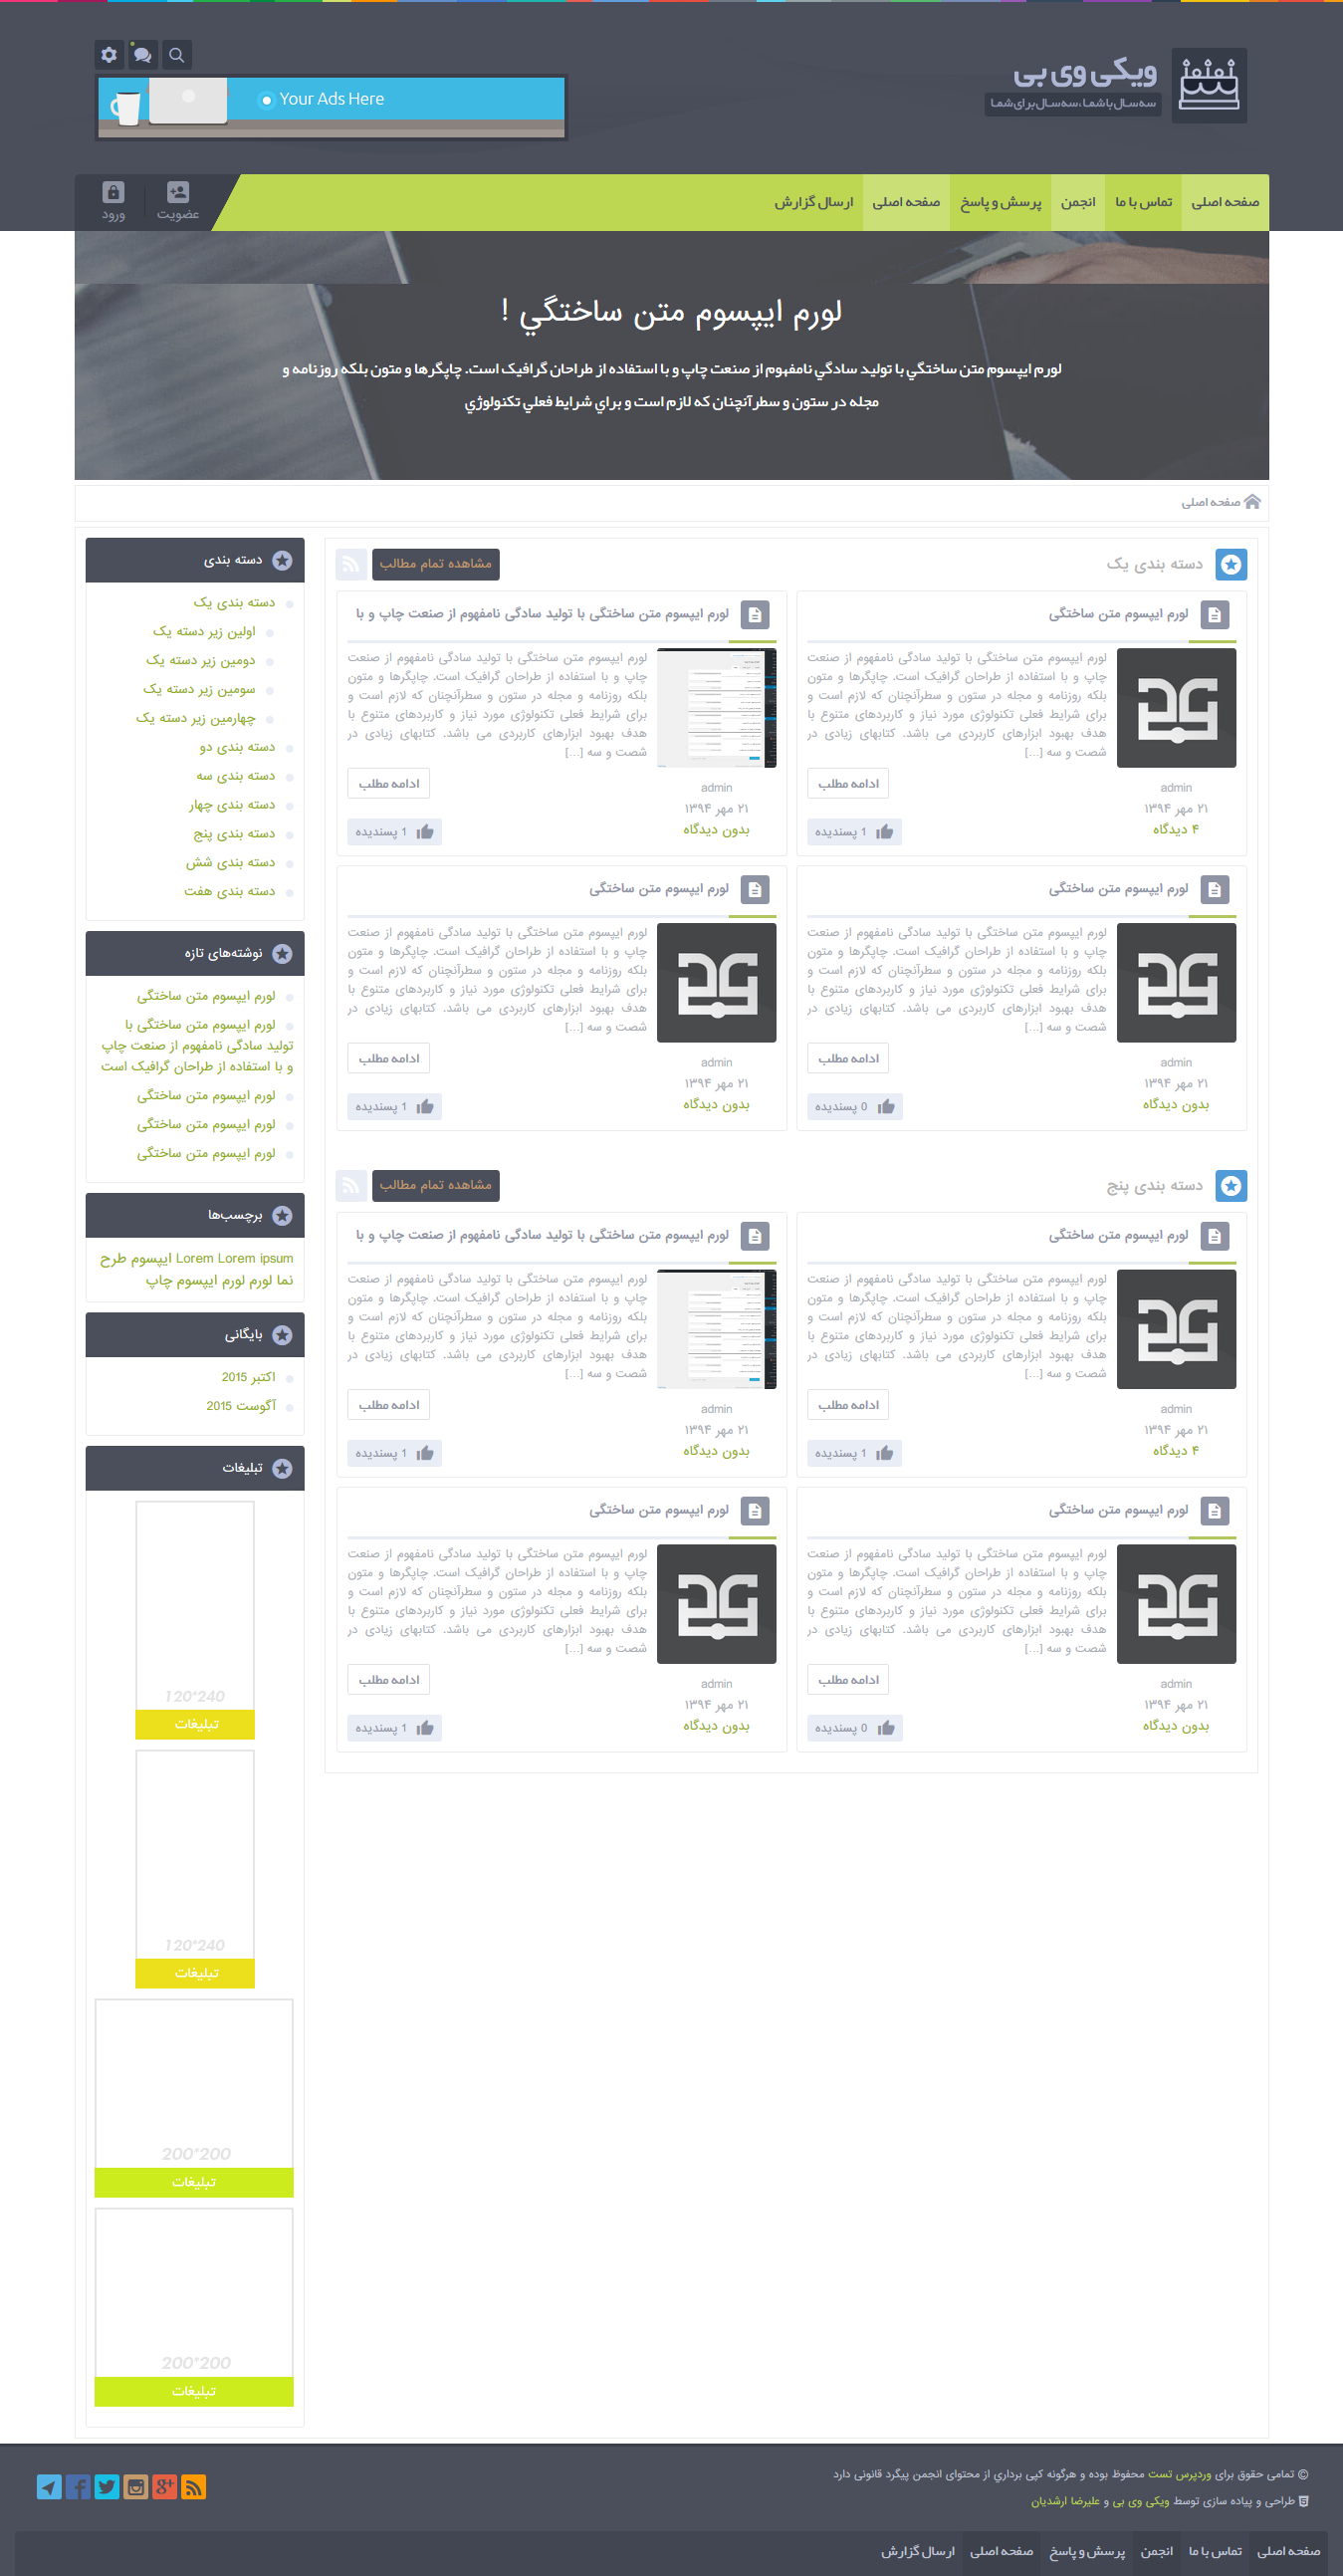 ویکی وی بی
سه سال با شما ، سه سال برای شما
Your Ads Here
صفحه اصلی
تماس با ما
انجمن
پرسش و پاسخ
صفحه اصلی
ارسال گزارش
عضویت
ورود
لورم ايپسوم متن ساختگي !
لورم ايپسوم متن ساختگي با توليد سادگي نامفهوم از صنعت چاپ و با استفاده از طراحان گرافيک است. چاپگرها و متون بلکه روزنامه و
مجله در ستون و سطرآنچنان که لازم است و براي شرايط فعلي تکنولوژي
صفحه اصلی
دسته بندی یک
مشاهده تمام مطالب
لورم ایپسوم متن ساختگی
لورم ایپسوم متن ساختگی با تولید سادگی نامفهوم از صنعت
چاپ و با استفاده از طراحان گرافیک است. چاپگرها و متون
بلکه روزنامه و مجله در ستون و سطرآنچنان که لازم است و
برای شرایط فعلی تکنولوژی مورد نیاز و کاربردهای متنوع با
هدف بهبود ابزارهای کاربردی می باشد. کتابهای زیادی در
شصت و سه [...]
ادامه مطلب
admin
۲۱ مهر ۱۳۹۴
۴ دیدگاه
1 پسندیده
لورم ایپسوم متن ساختگی با تولید سادگی نامفهوم از صنعت چاپ و با
لورم ایپسوم متن ساختگی با تولید سادگی نامفهوم از صنعت
چاپ و با استفاده از طراحان گرافیک است. چاپگرها و متون
بلکه روزنامه و مجله در ستون و سطرآنچنان که لازم است و
برای شرایط فعلی تکنولوژی مورد نیاز و کاربردهای متنوع با
هدف بهبود ابزارهای کاربردی می باشد. کتابهای زیادی در
شصت و سه [...]
ادامه مطلب
admin
۲۱ مهر ۱۳۹۴
بدون دیدگاه
1 پسندیده
لورم ایپسوم متن ساختگی
لورم ایپسوم متن ساختگی با تولید سادگی نامفهوم از صنعت
چاپ و با استفاده از طراحان گرافیک است. چاپگرها و متون
بلکه روزنامه و مجله در ستون و سطرآنچنان که لازم است و
برای شرایط فعلی تکنولوژی مورد نیاز و کاربردهای متنوع با
هدف بهبود ابزارهای کاربردی می باشد. کتابهای زیادی در
شصت و سه [...]
ادامه مطلب
admin
۲۱ مهر ۱۳۹۴
بدون دیدگاه
0 پسندیده
لورم ایپسوم متن ساختگی
لورم ایپسوم متن ساختگی با تولید سادگی نامفهوم از صنعت
چاپ و با استفاده از طراحان گرافیک است. چاپگرها و متون
بلکه روزنامه و مجله در ستون و سطرآنچنان که لازم است و
برای شرایط فعلی تکنولوژی مورد نیاز و کاربردهای متنوع با
هدف بهبود ابزارهای کاربردی می باشد. کتابهای زیادی در
شصت و سه [...]
ادامه مطلب
admin
۲۱ مهر ۱۳۹۴
بدون دیدگاه
1 پسندیده
دسته بندی پنج
مشاهده تمام مطالب
لورم ایپسوم متن ساختگی
لورم ایپسوم متن ساختگی با تولید سادگی نامفهوم از صنعت
چاپ و با استفاده از طراحان گرافیک است. چاپگرها و متون
بلکه روزنامه و مجله در ستون و سطرآنچنان که لازم است و
برای شرایط فعلی تکنولوژی مورد نیاز و کاربردهای متنوع با
هدف بهبود ابزارهای کاربردی می باشد. کتابهای زیادی در
شصت و سه [...]
ادامه مطلب
admin
۲۱ مهر ۱۳۹۴
۴ دیدگاه
1 پسندیده
لورم ایپسوم متن ساختگی با تولید سادگی نامفهوم از صنعت چاپ و با
لورم ایپسوم متن ساختگی با تولید سادگی نامفهوم از صنعت
چاپ و با استفاده از طراحان گرافیک است. چاپگرها و متون
بلکه روزنامه و مجله در ستون و سطرآنچنان که لازم است و
برای شرایط فعلی تکنولوژی مورد نیاز و کاربردهای متنوع با
هدف بهبود ابزارهای کاربردی می باشد. کتابهای زیادی در
شصت و سه [...]
ادامه مطلب
admin
۲۱ مهر ۱۳۹۴
بدون دیدگاه
1 پسندیده
لورم ایپسوم متن ساختگی
لورم ایپسوم متن ساختگی با تولید سادگی نامفهوم از صنعت
چاپ و با استفاده از طراحان گرافیک است. چاپگرها و متون
بلکه روزنامه و مجله در ستون و سطرآنچنان که لازم است و
برای شرایط فعلی تکنولوژی مورد نیاز و کاربردهای متنوع با
هدف بهبود ابزارهای کاربردی می باشد. کتابهای زیادی در
شصت و سه [...]
ادامه مطلب
admin
۲۱ مهر ۱۳۹۴
بدون دیدگاه
0 پسندیده
لورم ایپسوم متن ساختگی
لورم ایپسوم متن ساختگی با تولید سادگی نامفهوم از صنعت
چاپ و با استفاده از طراحان گرافیک است. چاپگرها و متون
بلکه روزنامه و مجله در ستون و سطرآنچنان که لازم است و
برای شرایط فعلی تکنولوژی مورد نیاز و کاربردهای متنوع با
هدف بهبود ابزارهای کاربردی می باشد. کتابهای زیادی در
شصت و سه [...]
ادامه مطلب
admin
۲۱ مهر ۱۳۹۴
بدون دیدگاه
1 پسندیده
دسته بندی
دسته بندی یک
اولین زیر دسته یک
دومین زیر دسته یک
سومین زیر دسته یک
چهارمین زیر دسته یک
دسته بندی دو
دسته بندی سه
دسته بندی چهار
دسته بندی پنج
دسته بندی شش
دسته بندی هفت
نوشته‌های تازه
لورم ایپسوم متن ساختگی
لورم ایپسوم متن ساختگی با
تولید سادگی نامفهوم از صنعت چاپ
و با استفاده از طراحان گرافیک است
لورم ایپسوم متن ساختگی
لورم ایپسوم متن ساختگی
لورم ایپسوم متن ساختگی
برچسب‌ها
Lorem Lorem ipsum ایپسوم طرح
نما لورم لورم ایپسوم چاپ
بایگانی
اکتبر 2015
آگوست 2015
تبلیغات
120*240
تبلیغات
120*240
تبلیغات
200*200
تبلیغات
200*200
تبلیغات
© تمامی حقوق برای وردپرس تست محفوظ بوده و هرگونه کپی برداري از محتوای انجمن پیگرد قانونی دارد
طراحی و پیاده سازی توسط ویکی وی بی و علیرضا ارشدیان
صفحه اصلی
تماس با ما
انجمن
پرسش و پاسخ
صفحه اصلی
ارسال گزارش